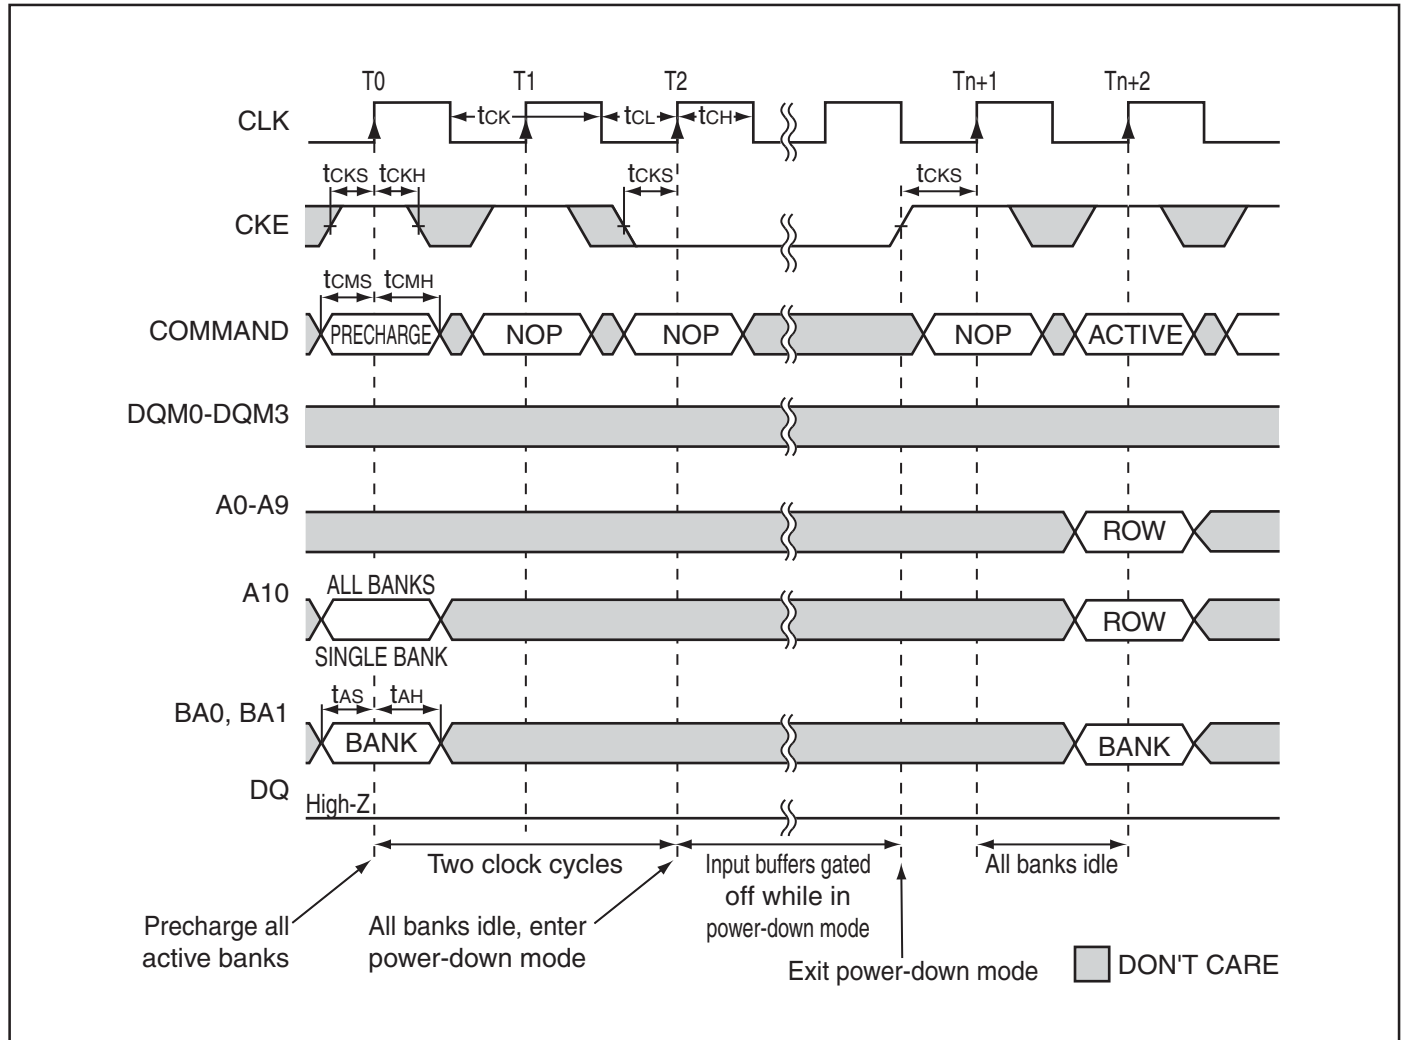 T0 T1 T2 Tn+1 Tn+2
CLK
tCK tCL tCH
tCKS tCKH tCKS tCKS
CKE
tCMS tCMH
COMMAND PRECHARGE NOP NOP NOP ACTIVE
DQM0-DQM3
A0-A9
ROW
ALL BANKS
A10
ROW
SINGLE BANK
tAS tAH
BA0, BA1
BANK BANK
DQ
High-Z
Two clock cycles
Input buffers gated
off while in
power-down mode
All banks idle
Precharge all
active banks
All banks idle, enter
power-down mode
Exit power-down mode
DON'T CARE